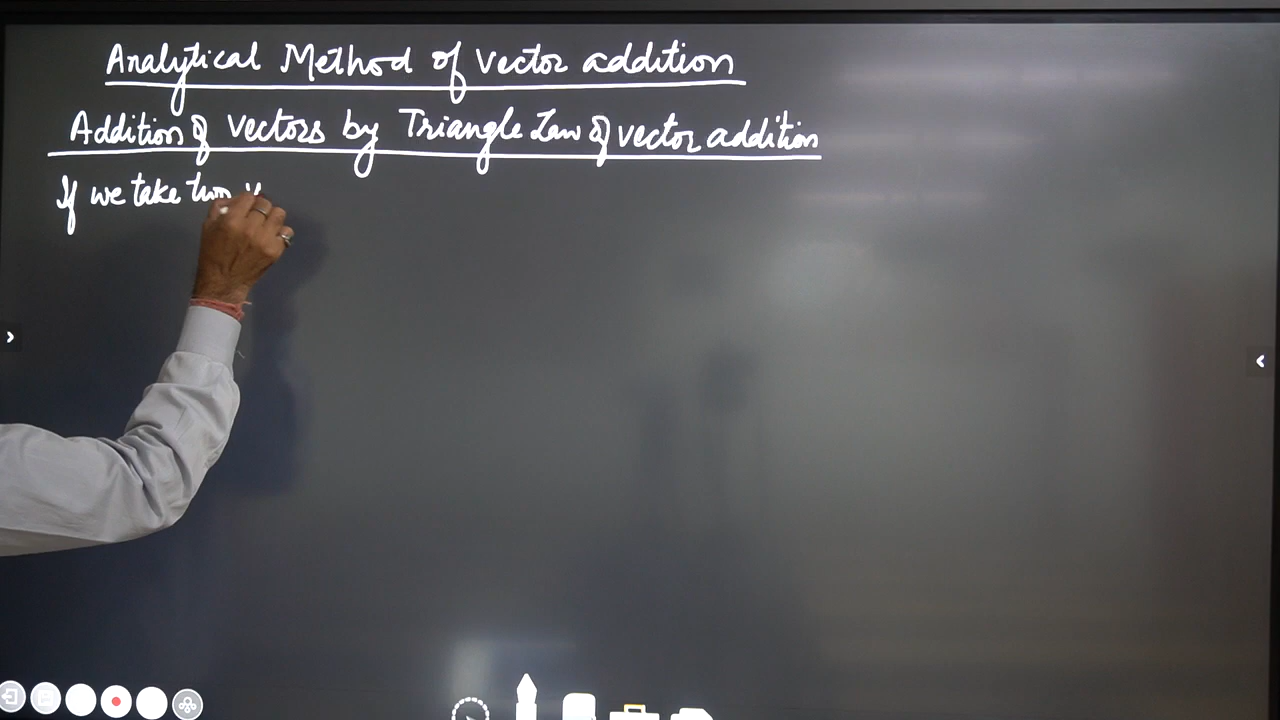 Analytical Method of vector addition
Addition of vectors by Triangle Law of vector addition
If we take two